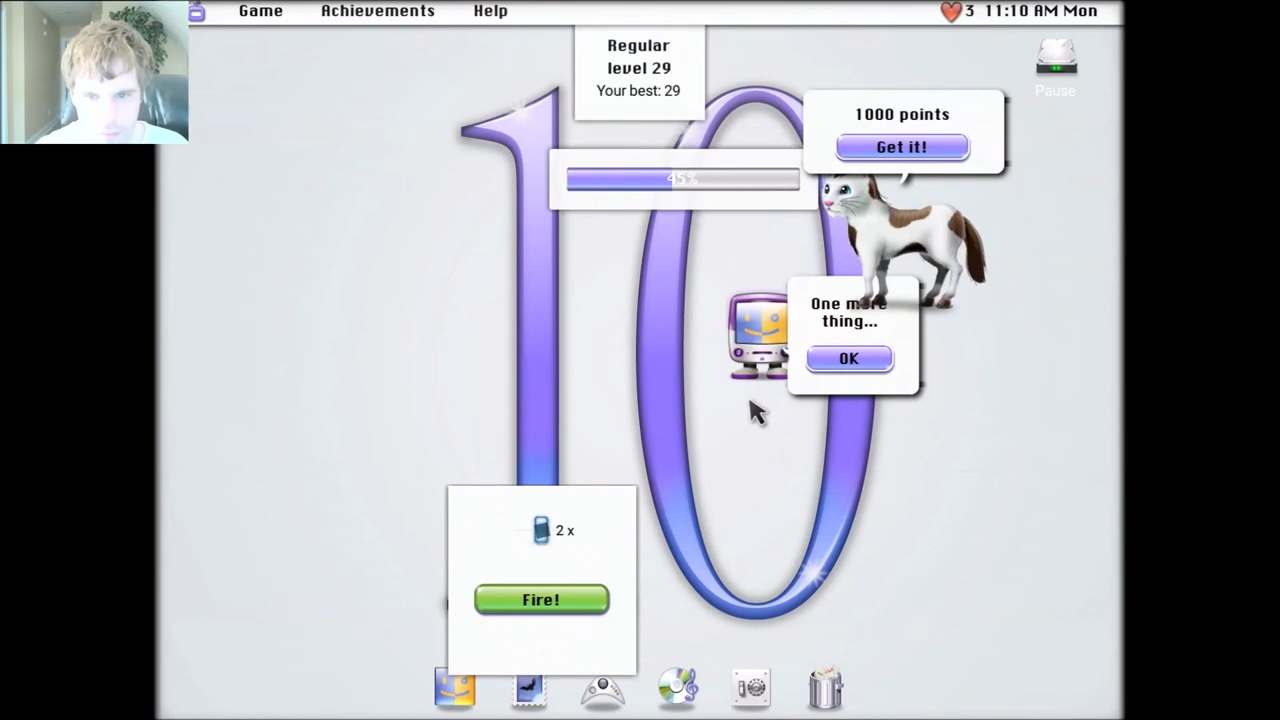 Game Achievements Help 3 11:10 AM Mon
Regular
level 29
Your best: 29
Pause
1000 points
Get it!
45%
10
One more
thing...
OK
2 x
Fire!